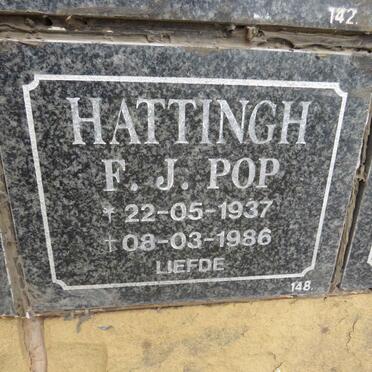 142.
HATTINGH
F. J. POP
* 22-05-1937
† 08-03-1986
LIEFDE
148.